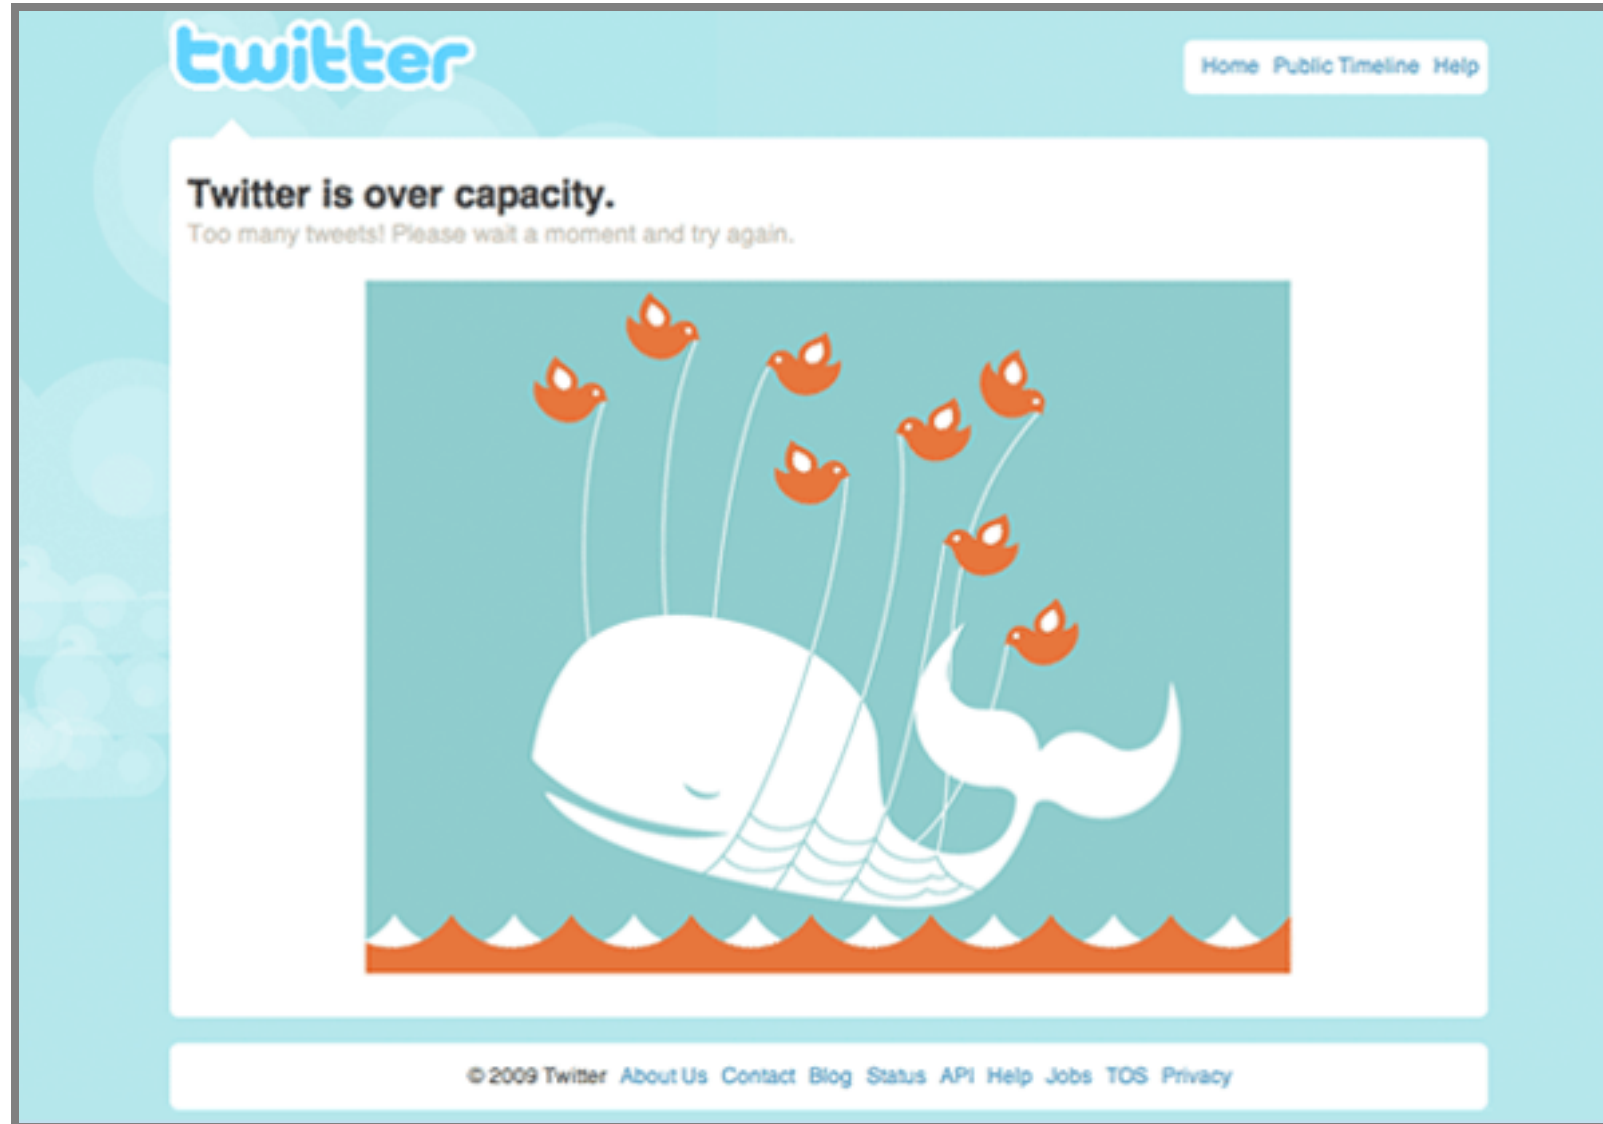 twitter
Home Public Timeline Help
Twitter is over capacity.
Too many tweets! Please wait a moment and try again.
© 2009 Twitter About Us Contact Blog Status API Help Jobs TOS Privacy